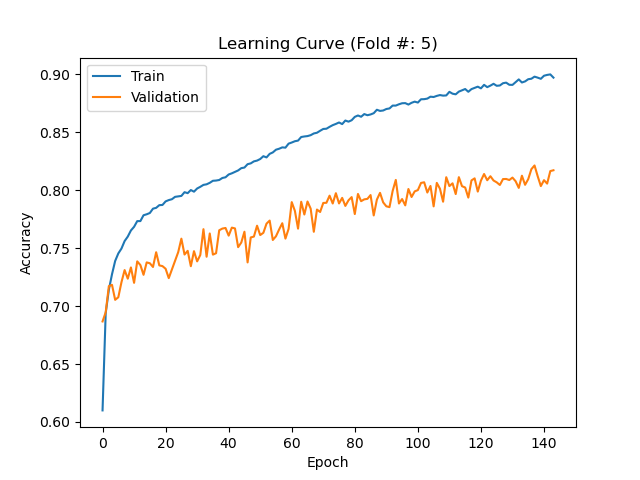 Learning Curve (Fold #: 5)
Train
Validation
Accuracy
0.90
0.85
0.80
0.75
0.70
0.65
0.60
0 20 40 60 80 100 120 140
Epoch